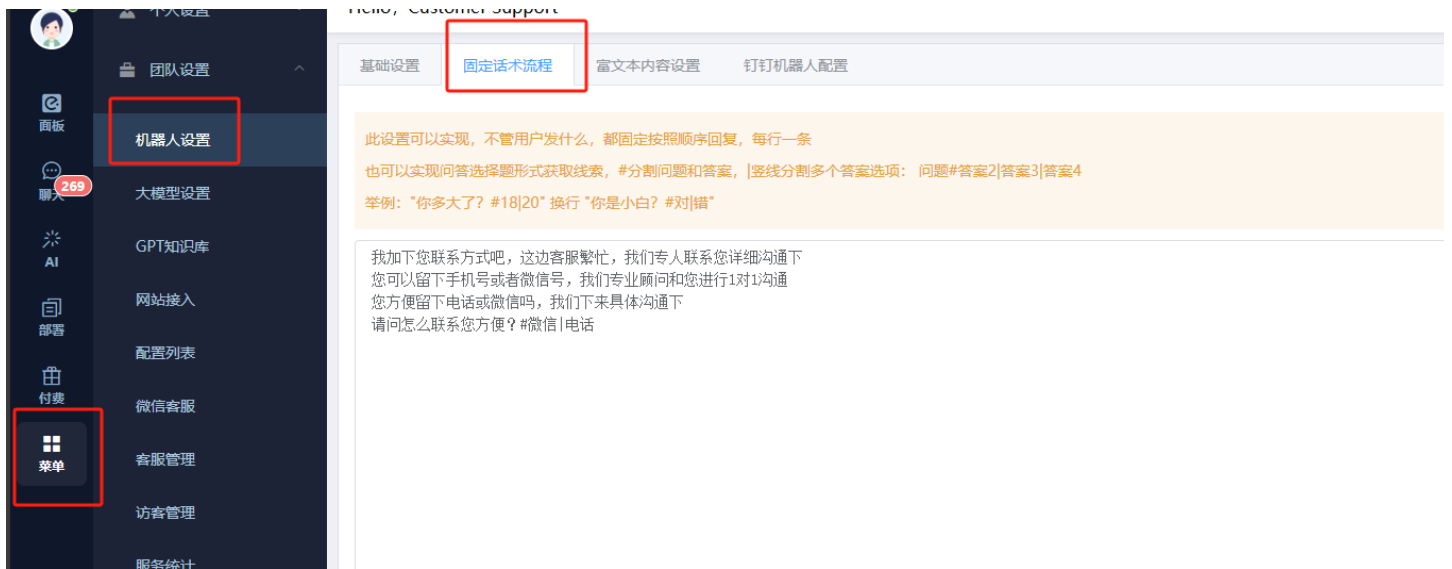 Hello, Customer Support
个人设置
团队设置
机器人设置
大模型设置
GPT知识库
网站接入
配置列表
微信客服
客服管理
访客管理
服务统计
面板
269
聊天
AI
部署
付费
菜单
基础设置
固定话术流程
富文本内容设置
钉钉机器人配置
此设置可以实现，不管用户发什么，都固定按照顺序回复，每行一条
也可以实现问答选择题形式获取线索，#分割问题和答案，|竖线分割多个答案选项： 问题#答案2|答案3|答案4
举例："你多大了？#18|20" 换行 "你是小白？#对|错"
我加下您联系方式吧，这边客服繁忙，我们专人联系您详细沟通下
您可以留下手机号或者微信号，我们专业顾问和您进行1对1沟通
您方便留下电话或微信吗，我们下来具体沟通下
请问怎么联系您方便？#微信|电话